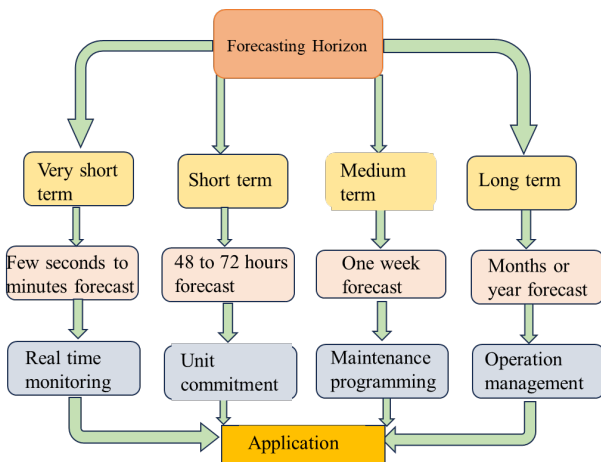 Forecasting Horizon
Very short
term
Short term
Medium
term
Long term
Few seconds to
minutes forecast
48 to 72 hours
forecast
One week
forecast
Months or
year forecast
Real time
monitoring
Unit
commitment
Maintenance
programming
Operation
management
Application